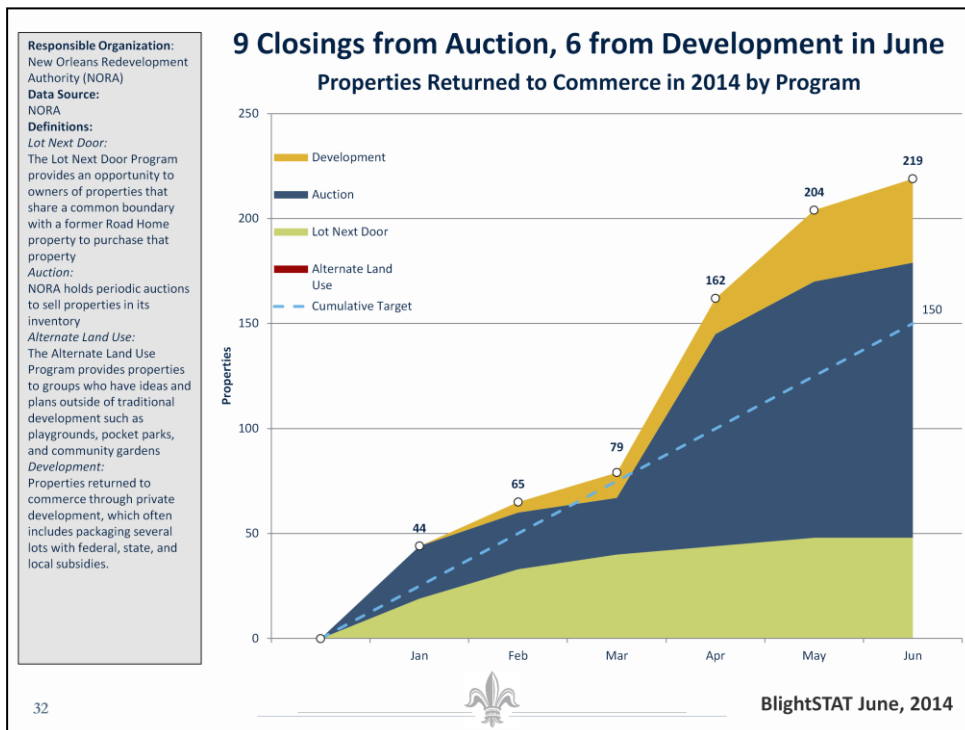 Responsible Organization:
New Orleans Redevelopment
Authority (NORA)
Data Source:
NORA
Definitions:
Lot Next Door:
The Lot Next Door Program
provides an opportunity to
owners of properties that
share a common boundary
with a former Road Home
property to purchase that
property
Auction:
NORA holds periodic auctions
to sell properties in its
inventory
Alternate Land Use:
The Alternate Land Use
Program provides properties
to groups who have ideas and
plans outside of traditional
development such as
playgrounds, pocket parks,
and community gardens
Development:
Properties returned to
commerce through private
development, which often
includes packaging several
lots with federal, state, and
local subsidies.
9 Closings from Auction, 6 from Development in June
Properties Returned to Commerce in 2014 by Program
250
200
150
100
50
0
Properties
Development
Auction
Lot Next Door
Alternate Land
Use
Cumulative Target
44
65
79
162
204
219
150
Jan
Feb
Mar
Apr
May
Jun
32
BlightSTAT June, 2014